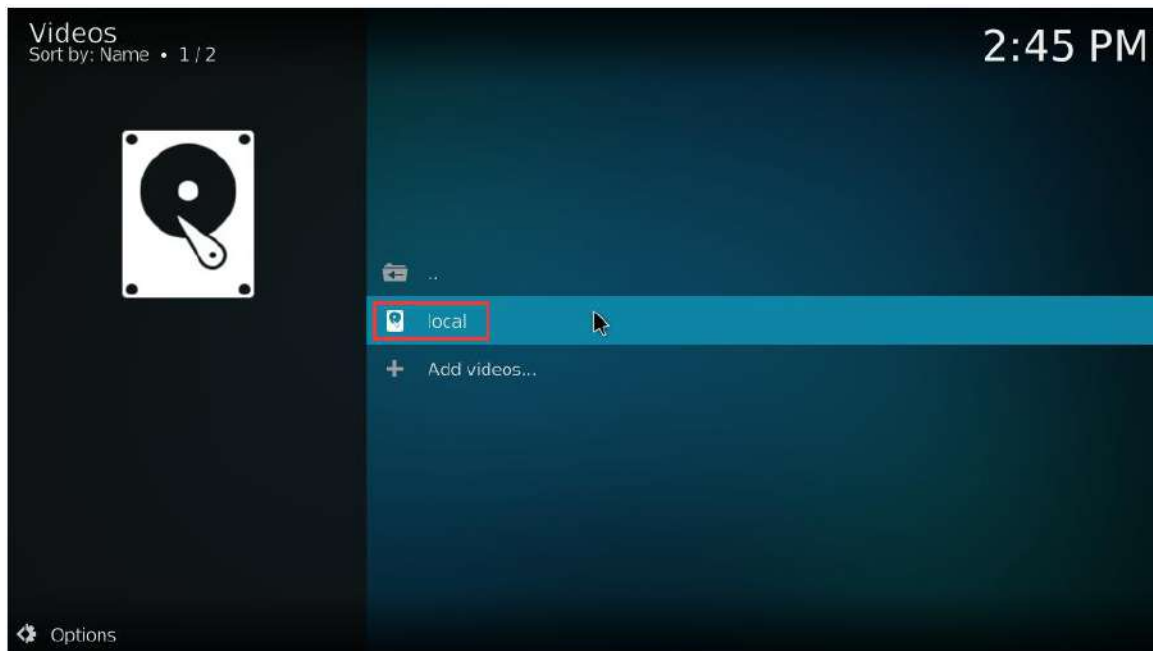 Videos
Sort by: Name • 1 / 2
2:45 PM
..
local
Add videos...
Options